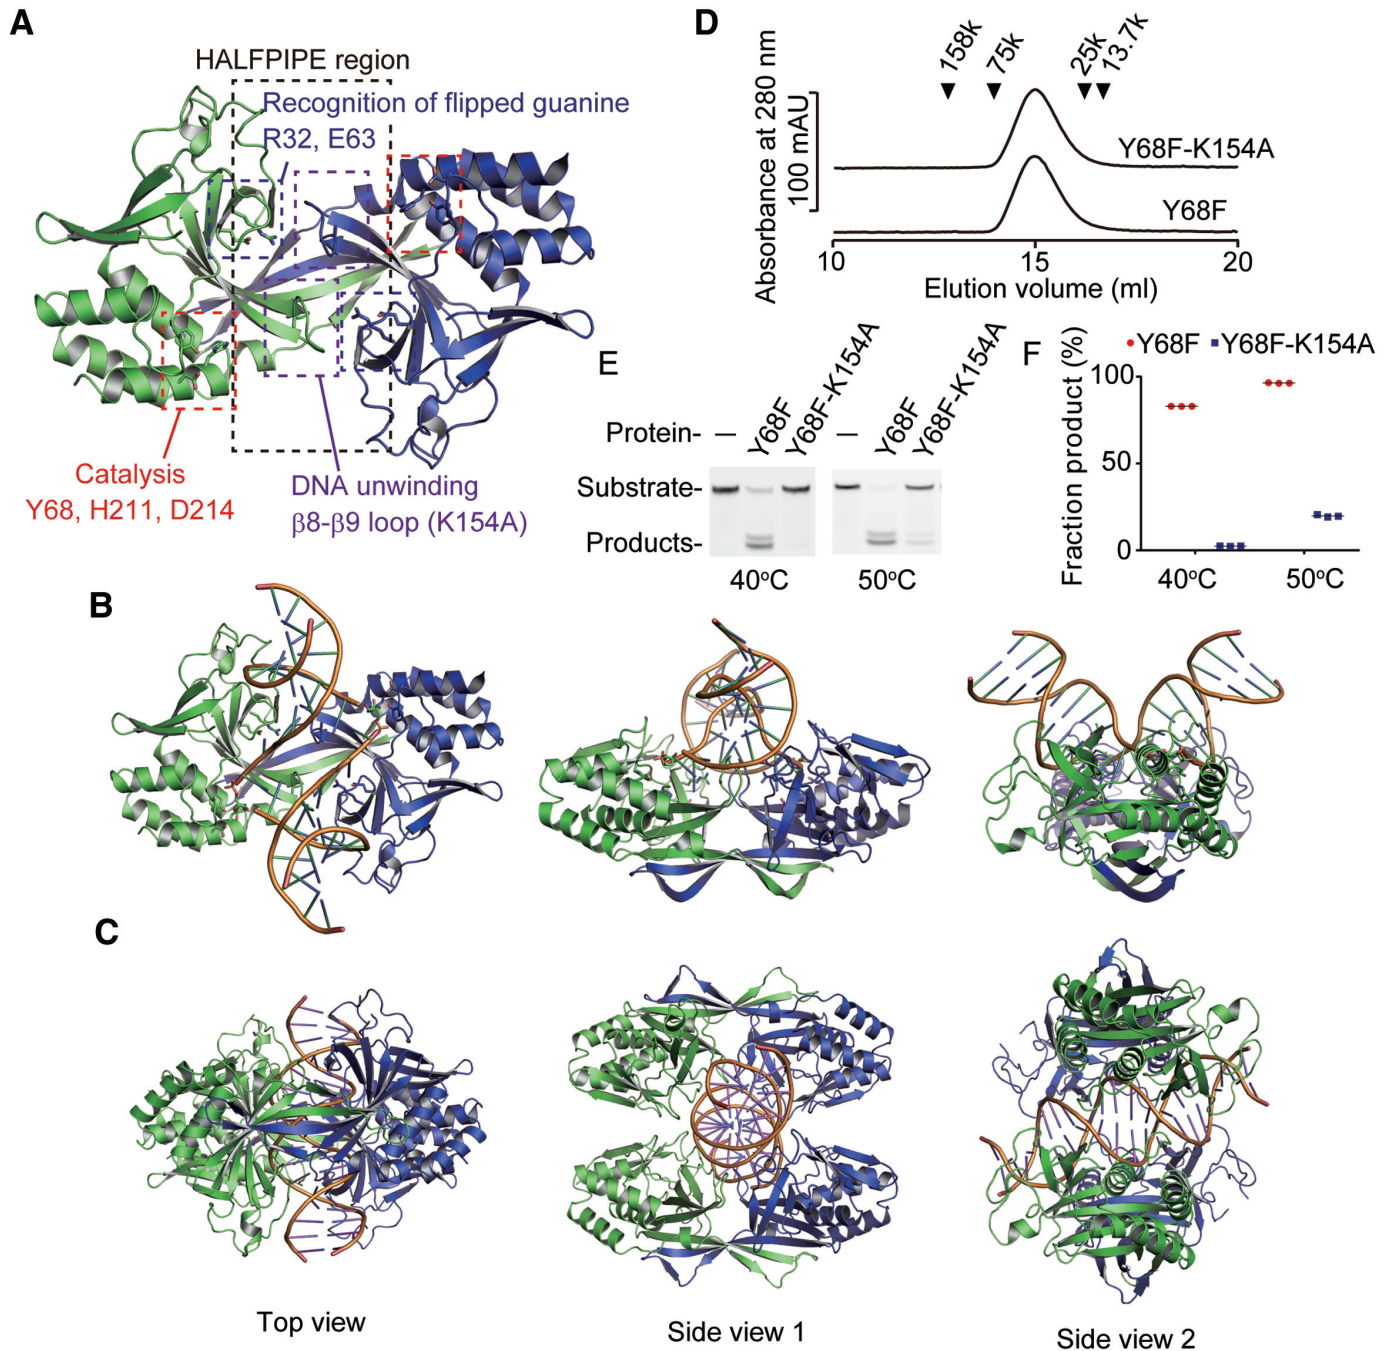 A
HALFPIPE region
Recognition of flipped guanine
R32, E63
Catalysis
Y68, H211, D214
DNA unwinding
β8-β9 loop (K154A)
D
Absorbance at 280 nm
100 mAU
158k
75k
25k
13.7k
Y68F-K154A
Y68F
10
15
20
Elution volume (ml)
E
Protein-
—
Y68F
Y68F-K154A
—
Y68F
Y68F-K154A
Substrate-
Products-
40°C
50°C
F
Y68F
Y68F-K154A
Fraction product (%)
100
50
0
40°C
50°C
B
C
Top view
Side view 1
Side view 2